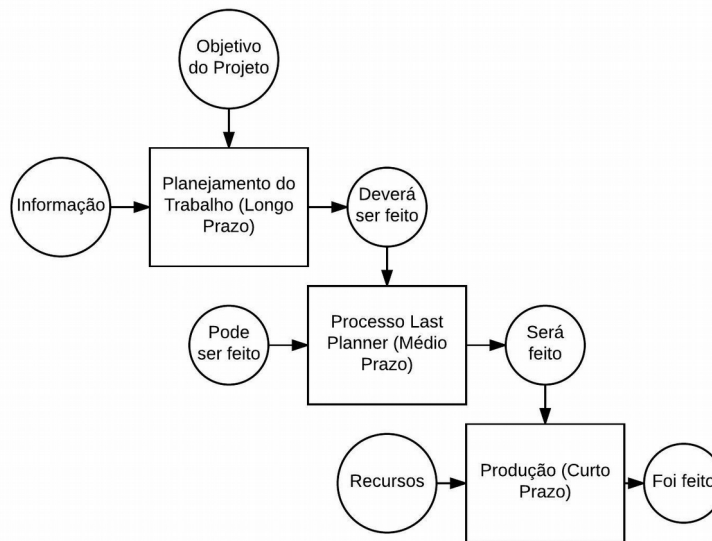 Objetivo
do Projeto
Informação
Planejamento do
Trabalho (Longo
Prazo)
Deverá
ser feito
Pode
ser feito
Processo Last
Planner (Médio
Prazo)
Será
feito
Recursos
Produção (Curto
Prazo)
Foi feito